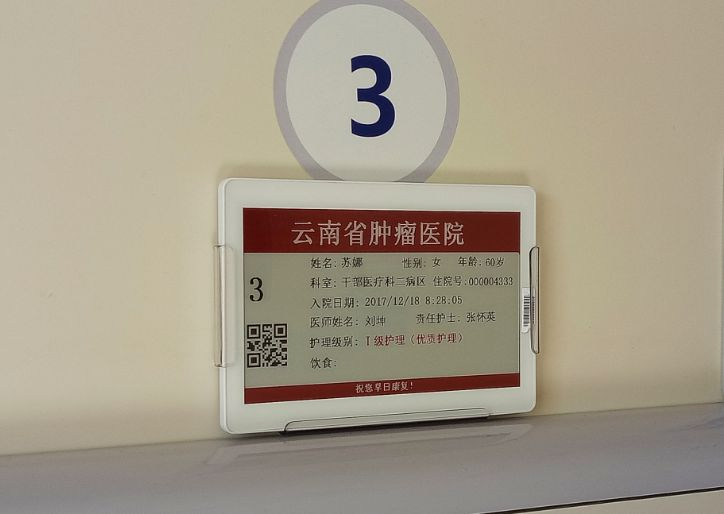 3
云南省肿瘤医院
姓名: 苏娜 性别: 女 年龄: 60岁
3
科室: 干部医疗科二病区 住院号:000004333
入院日期: 2017/12/18 8:28:05
医师姓名: 刘坤 责任护士: 张怀英
护理级别: I级护理 (优质护理)
饮食:
祝您早日康复!